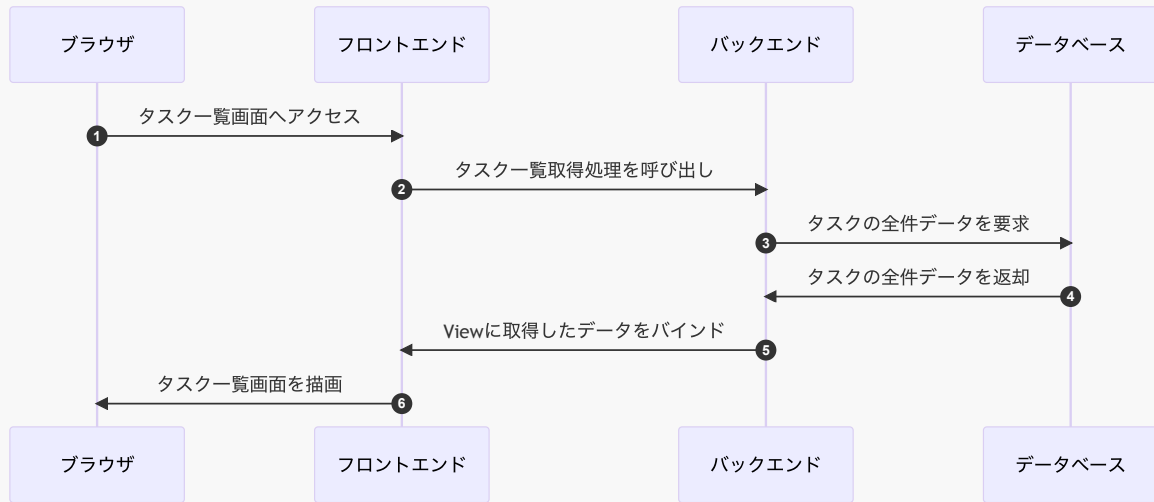 ブラウザ
フロントエンド
バックエンド
データベース
タスク一覧画面へアクセス
1
タスク一覧取得処理を呼び出し
2
タスクの全件データを要求
3
タスクの全件データを返却
4
Viewに取得したデータをバインド
5
タスク一覧画面を描画
6
ブラウザ
フロントエンド
バックエンド
データベース